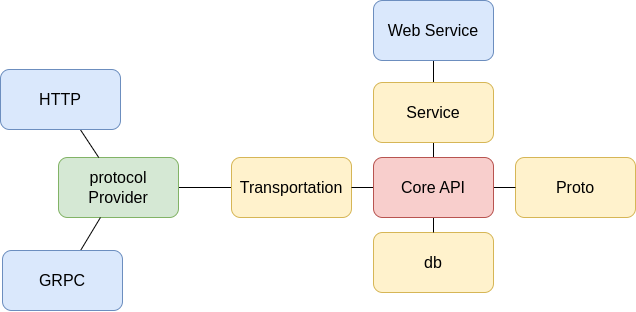 Web Service
HTTP
Service
protocol
Provider
Transportation
Core API
Proto
db
GRPC